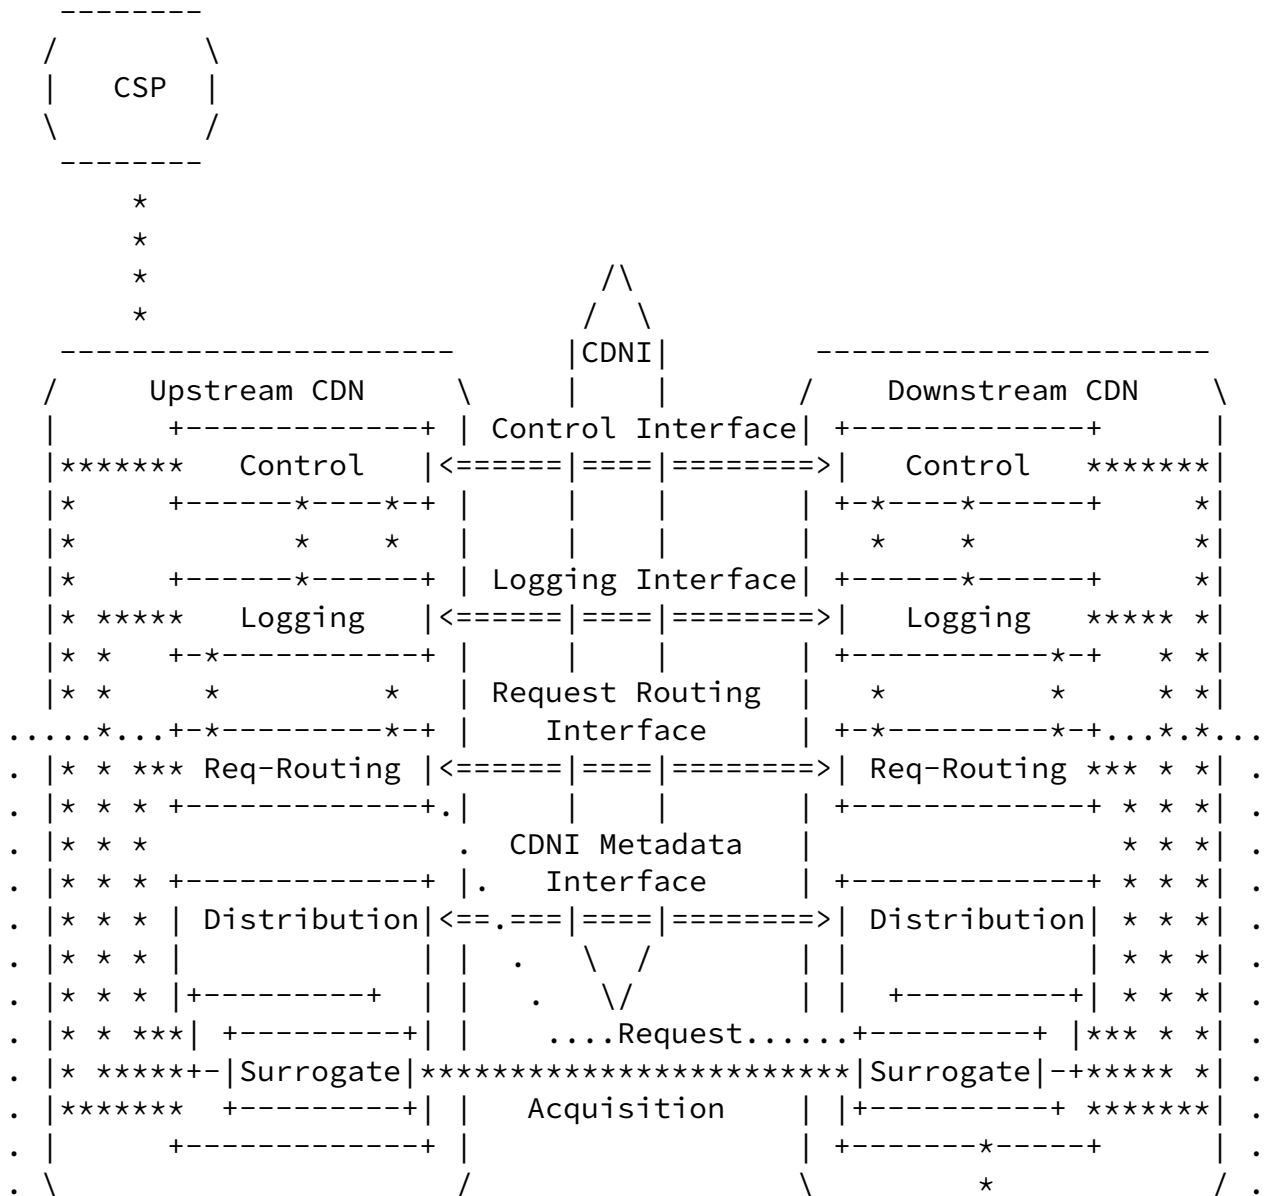 CSP
CDNI
Upstream CDN Downstream CDN
Control Interface
Control Control
Logging Interface
Logging Logging
Request Routing
Interface
Req-Routing Req-Routing
CDNI Metadata
Interface
Distribution Distribution
Request
Surrogate Surrogate
Acquisition